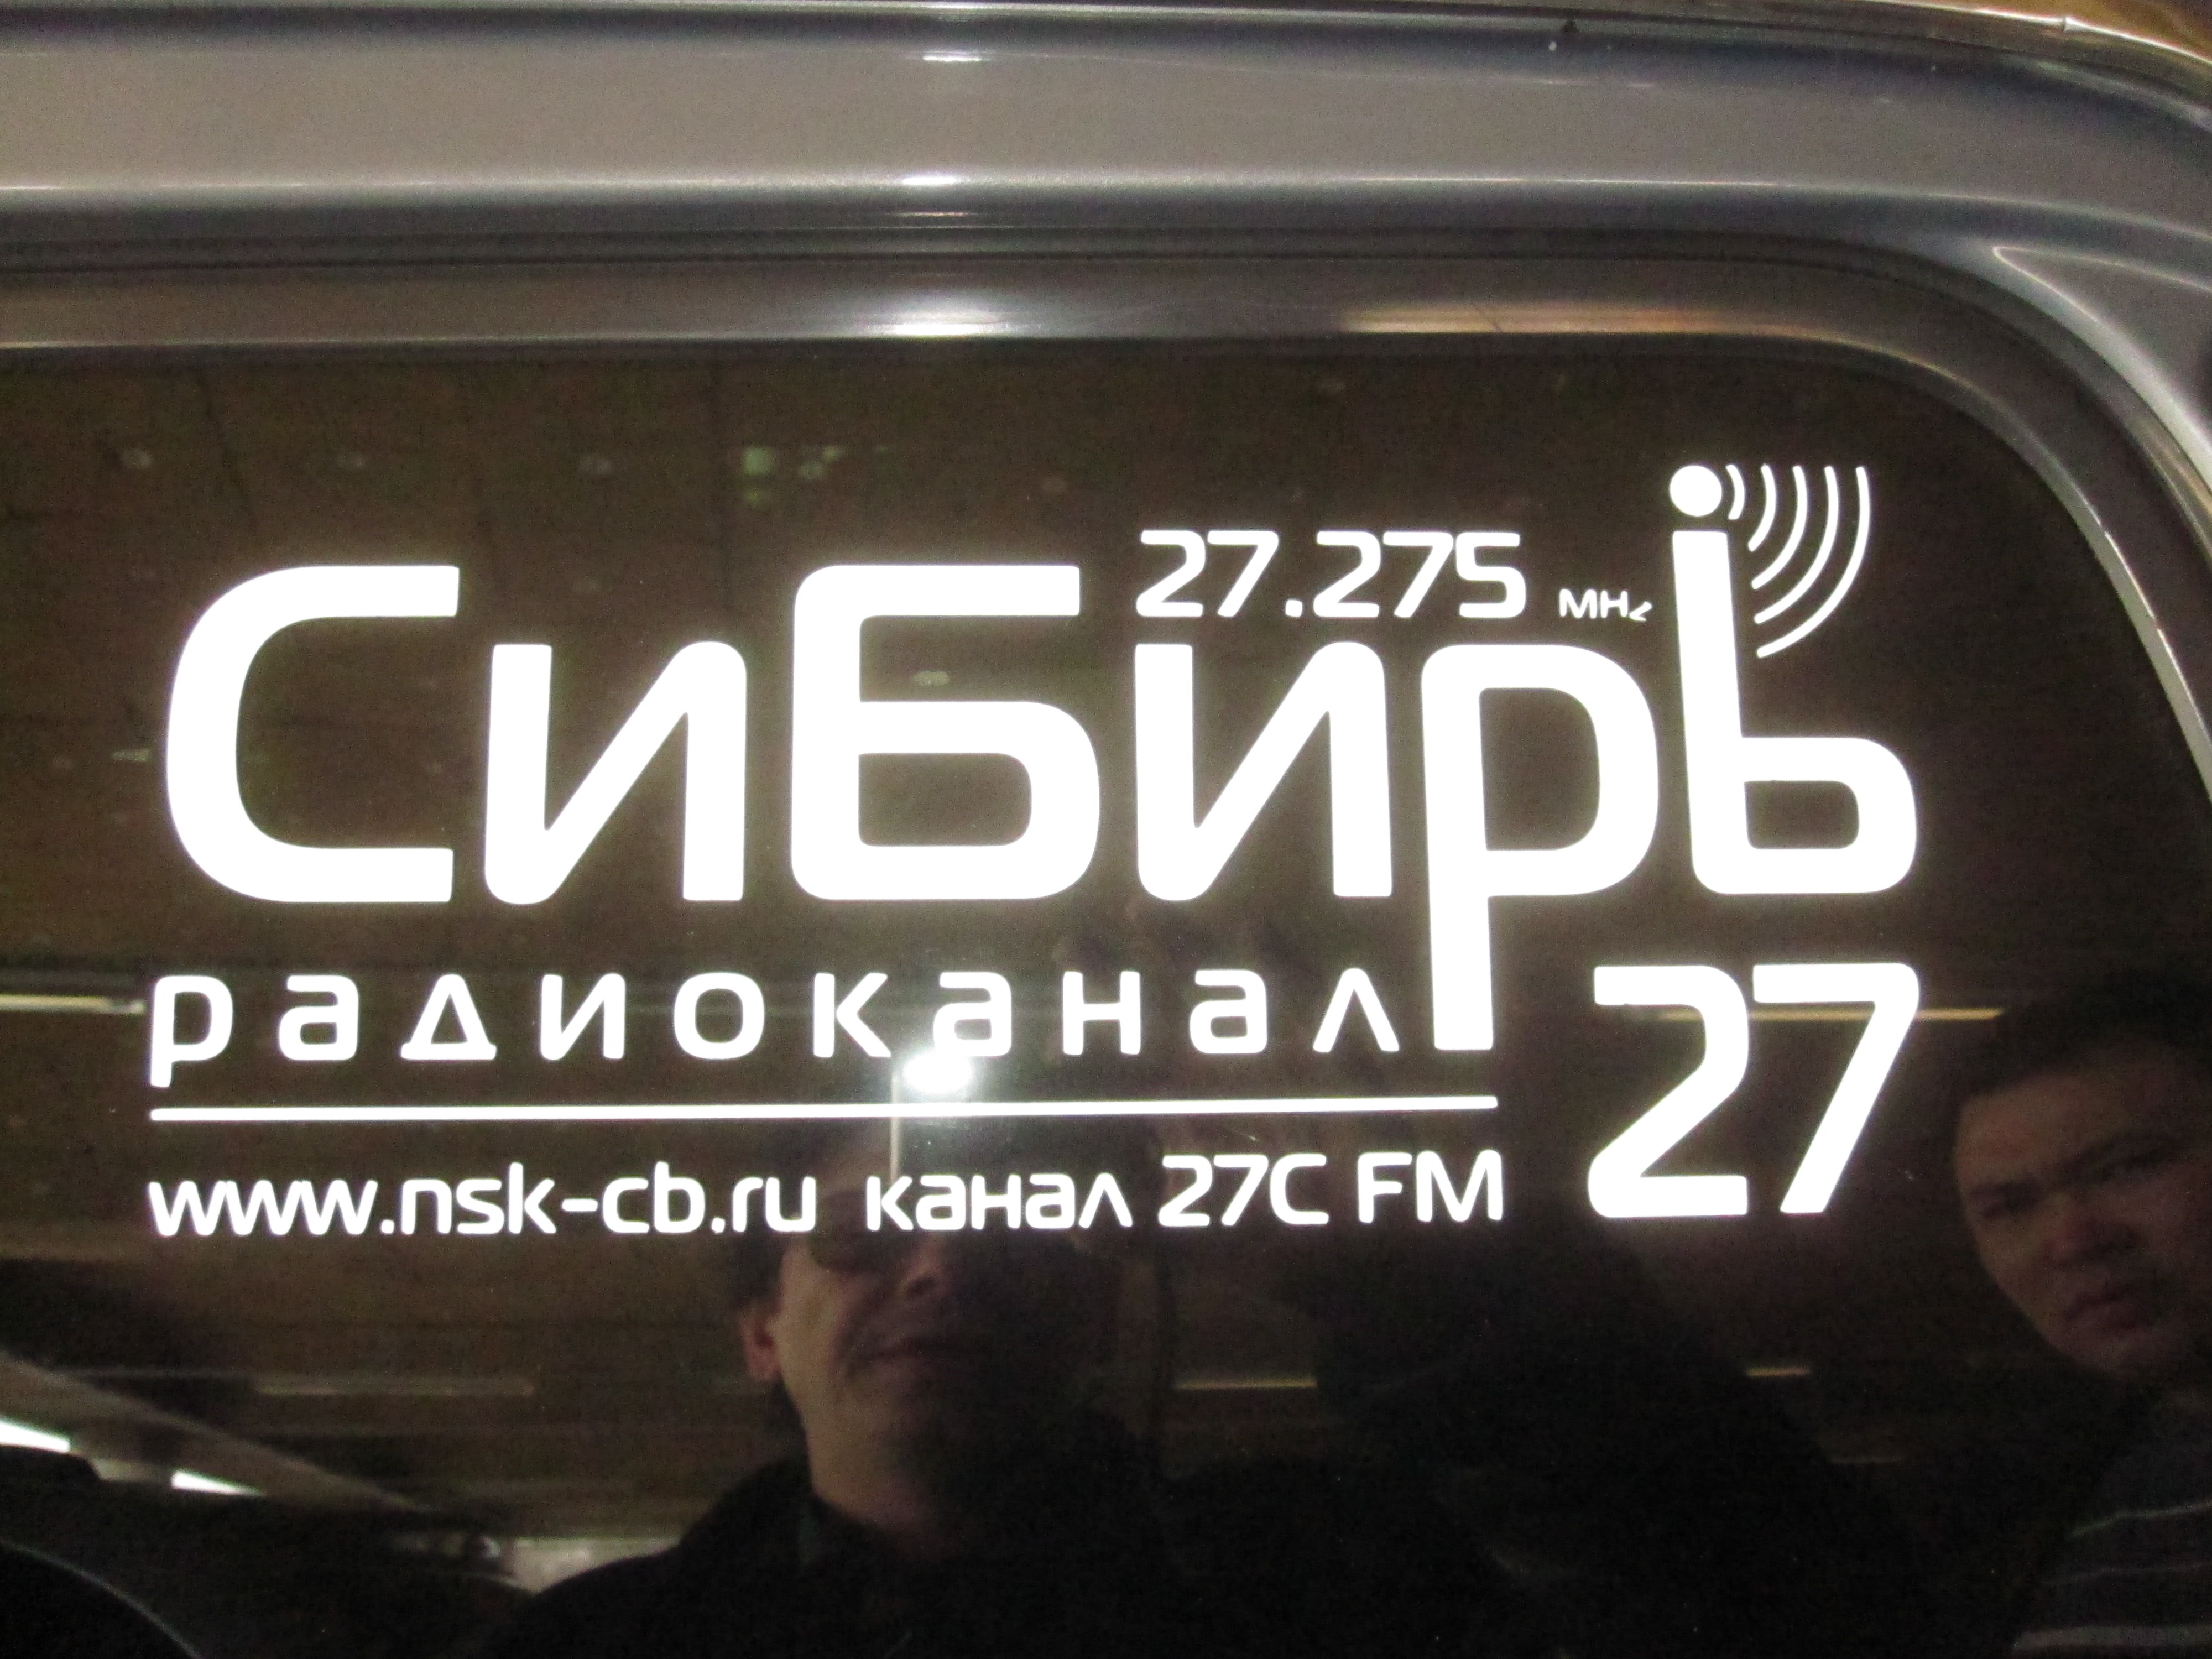 27.275 MHz
СиБирь
радиоканал
27
www.nsk-cb.ru канал 27C FM